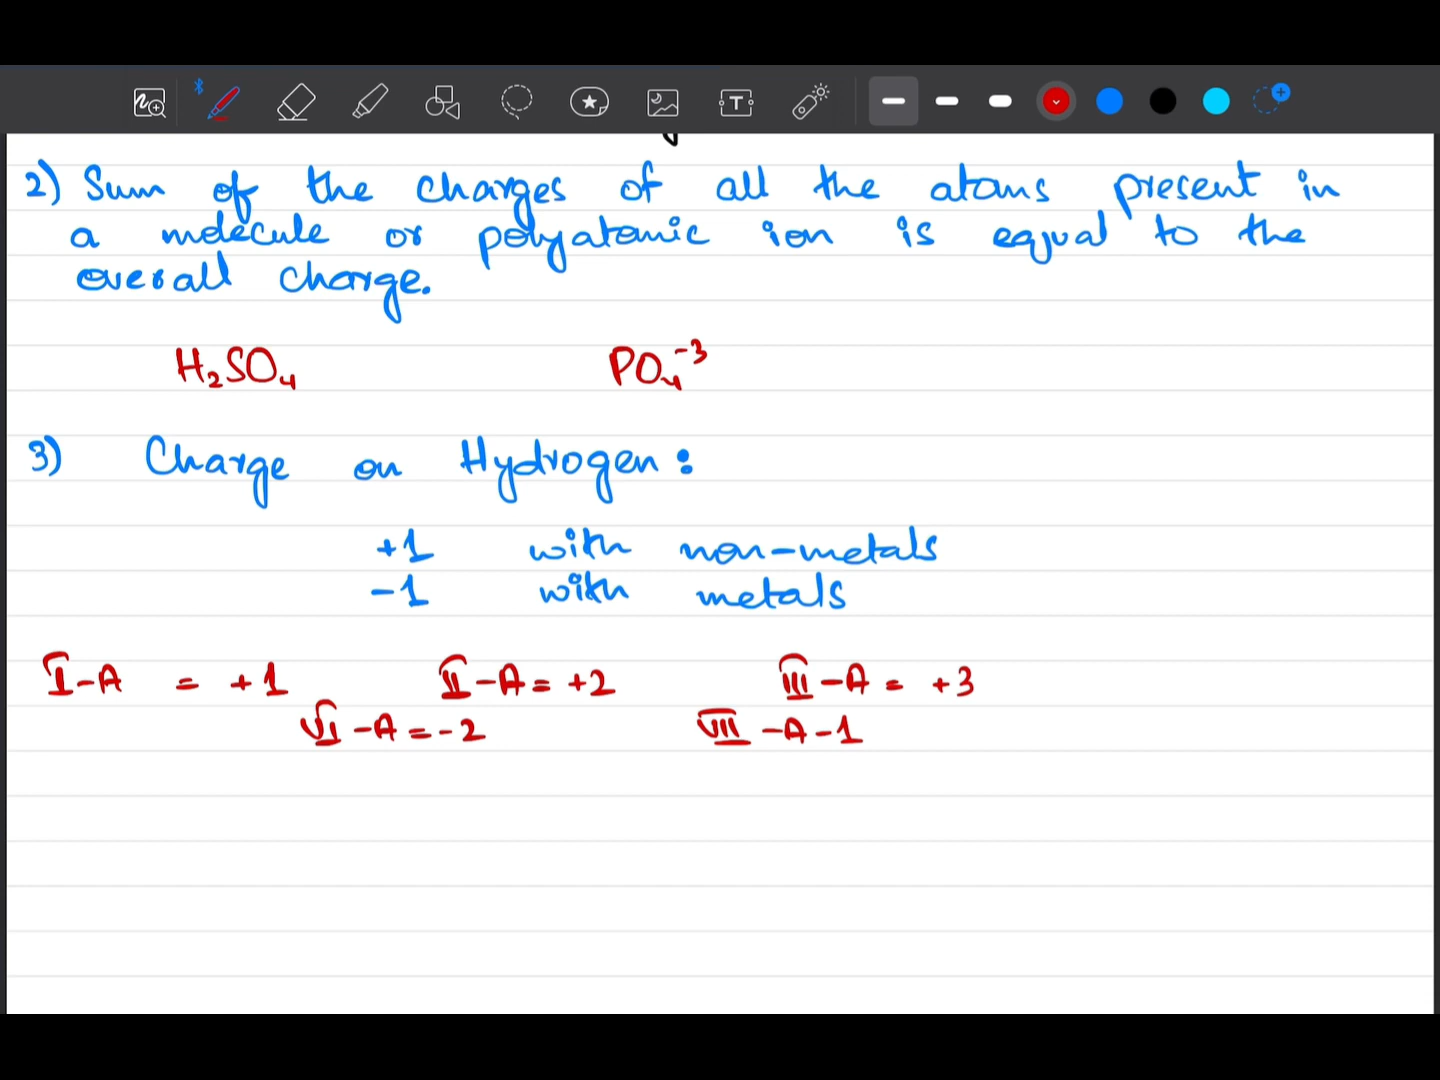 2) Sum of the charges of all the atoms present in
a molecule or polyatomic ion is equal to the
overall charge.
H₂SO₄ PO₄⁻³
3) Charge on Hydrogen:
+1 with non-metals
-1 with metals
I-A = +1 II-A = +2 III-A = +3
VI-A = -2 VII-A-1